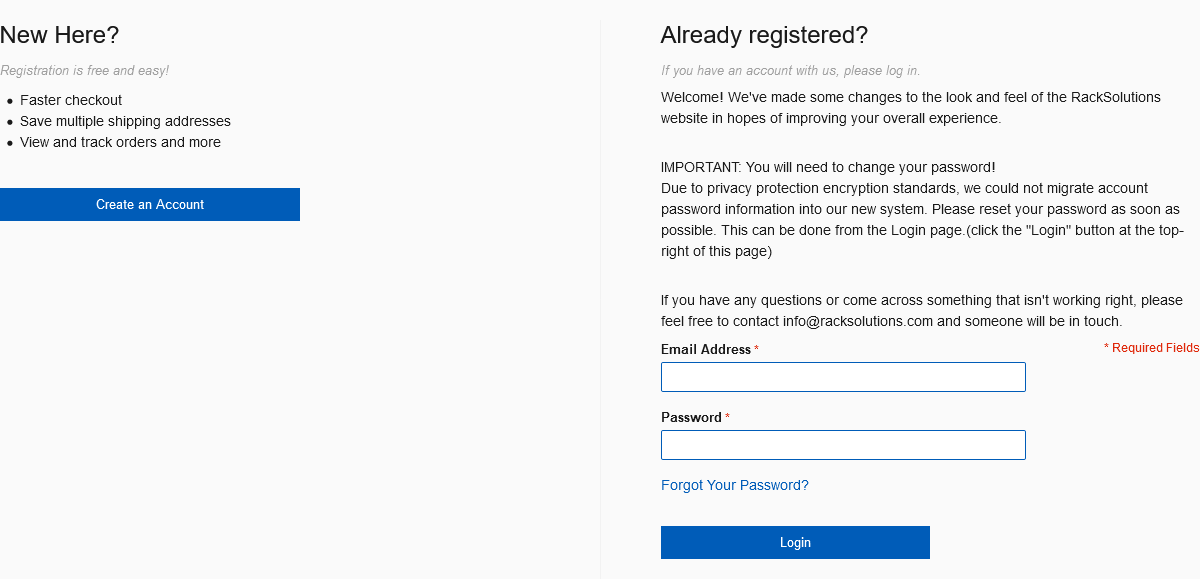 New Here?
Registration is free and easy!
Faster checkout
Save multiple shipping addresses
View and track orders and more
Create an Account
Already registered?
If you have an account with us, please log in.
Welcome! We've made some changes to the look and feel of the RackSolutions
website in hopes of improving your overall experience.
IMPORTANT: You will need to change your password!
Due to privacy protection encryption standards, we could not migrate account
password information into our new system. Please reset your password as soon as
possible. This can be done from the Login page.(click the "Login" button at the top-
right of this page)
If you have any questions or come across something that isn't working right, please
feel free to contact info@racksolutions.com and someone will be in touch.
Email Address *
* Required Fields
Password *
Forgot Your Password?
Login